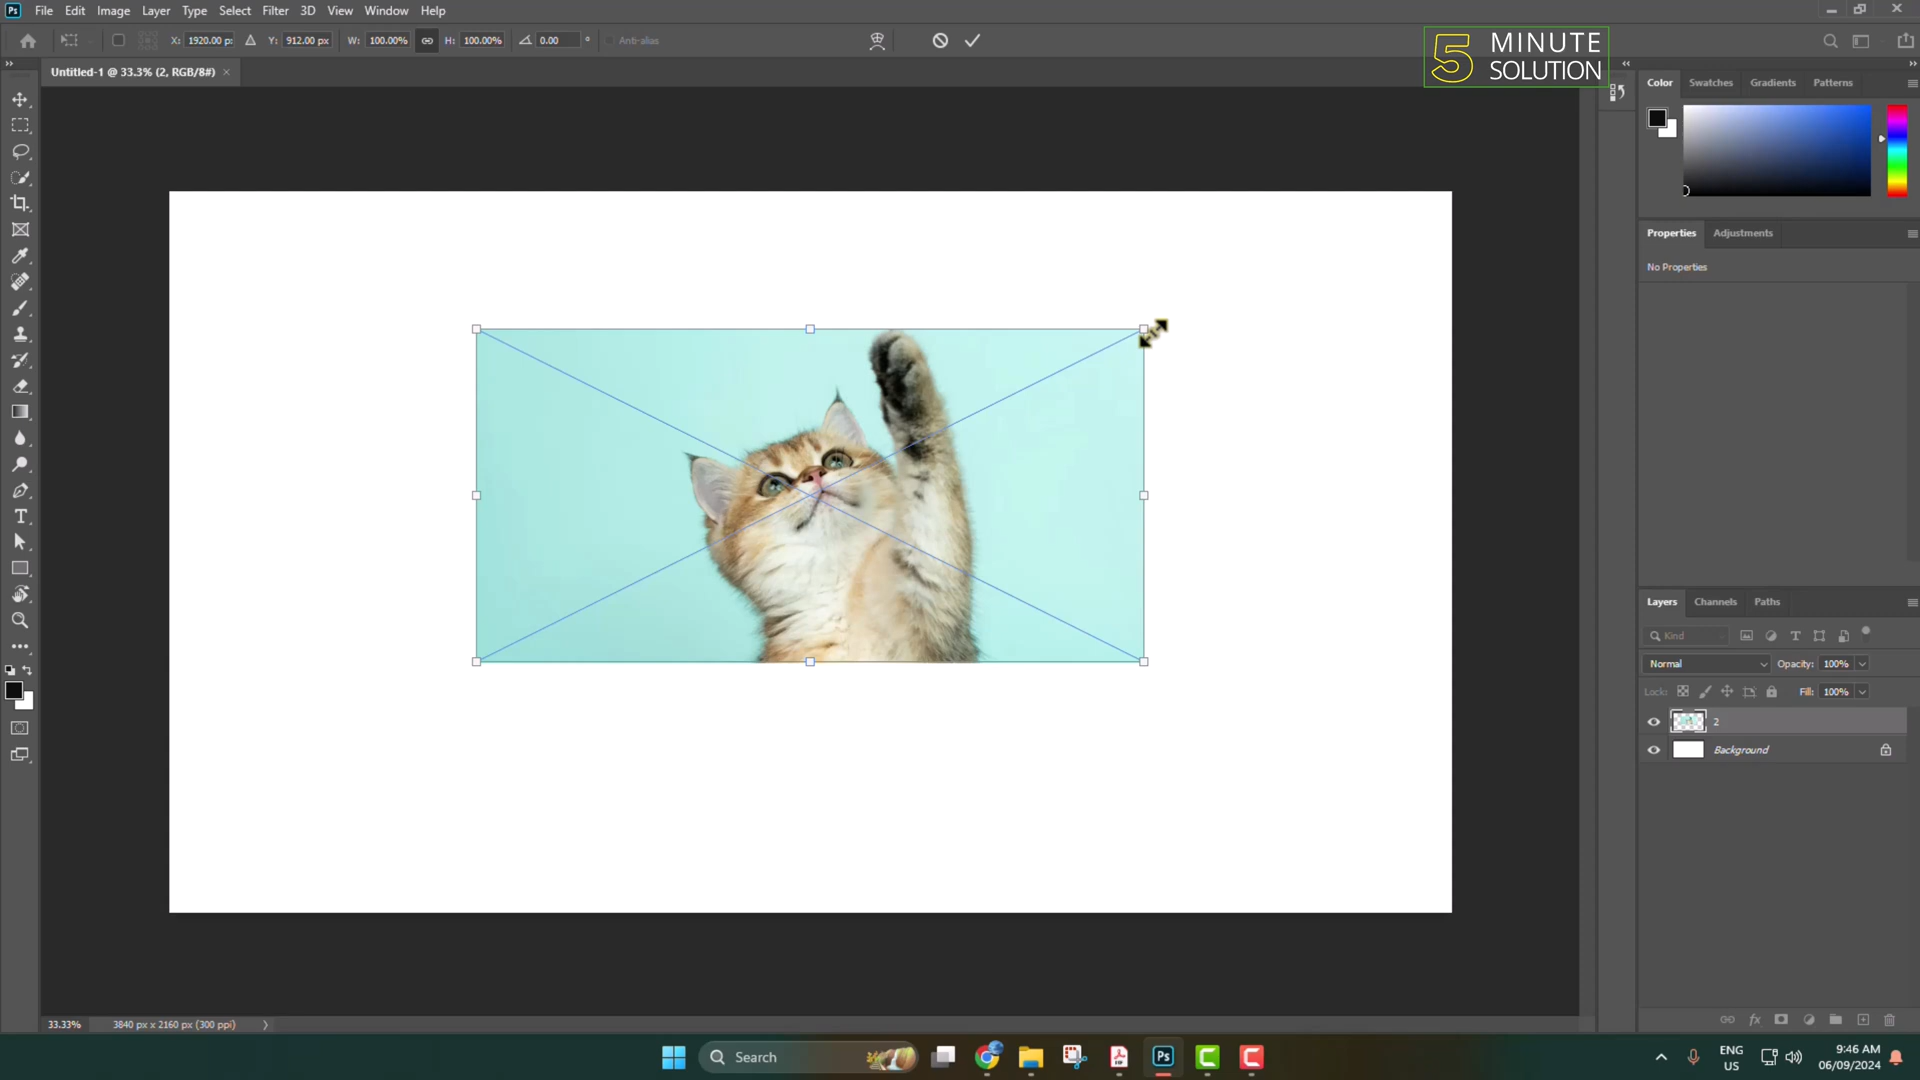 Ps File Edit Image Layer Type Select Filter 3D View Window Help
X: 1920.00 p: Y: 912.00 px W: 100.00% H: 100.00% 0.00 ° Anti-alias
5 MINUTE
SOLUTION
Untitled-1 @ 33.3% (2, RGB/8#) ×
Color Swatches Gradients Patterns
Properties Adjustments
No Properties
Layers Channels Paths
Kind
Normal Opacity: 100%
Lock: Fill: 100%
2
Background
fx
33.33% 3840 px x 2160 px (300 ppi)
Search
Ps
ENG
US
9:46 AM
06/09/2024